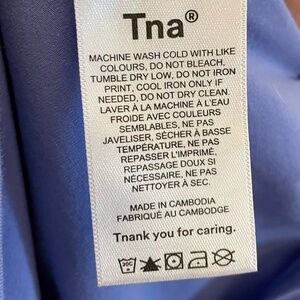 Tna®
MACHINE WASH COLD WITH LIKE
COLOURS, DO NOT BLEACH,
TUMBLE DRY LOW, DO NOT IRON
PRINT, COOL IRON ONLY IF
NEEDED, DO NOT DRY CLEAN.
LAVER À LA MACHINE À L'EAU
FROIDE AVEC COULEURS
SEMBLABLES, NE PAS
JAVELISER, SÉCHER À BASSE
TEMPÉRATURE, NE PAS
REPASSER L'IMPRIMÉ,
REPASSAGE DOUX SI
NÉCESSAIRE, NE PAS
NETTOYER À SEC.
MADE IN CAMBODIA
FABRIQUÉ AU CAMBODGE
Tnank you for caring.
30C